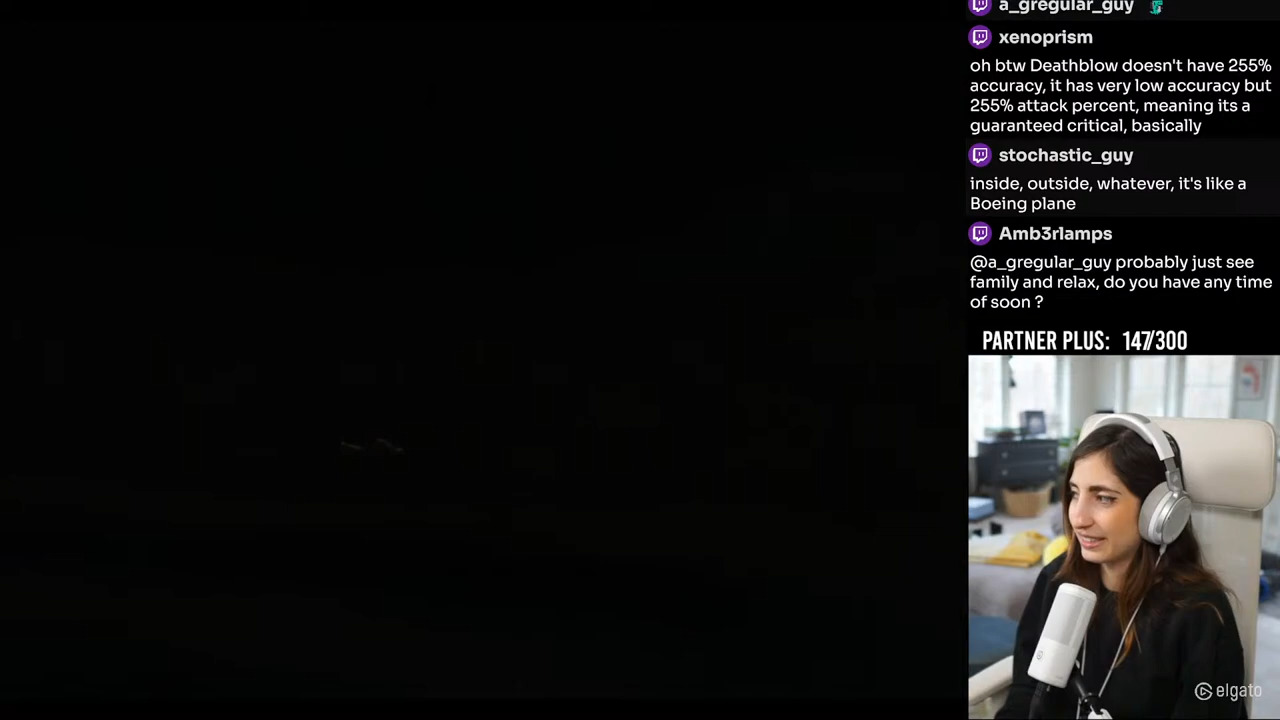 a_gregular_guy
xenoprism
oh btw Deathblow doesn't have 255%
accuracy, it has very low accuracy but
255% attack percent, meaning its a
guaranteed critical, basically
stochastic_guy
inside, outside, whatever, it's like a
Boeing plane
Amb3rlamps
@a_gregular_guy probably just see
family and relax, do you have any time
of soon ?
PARTNER PLUS: 147/300
elgato